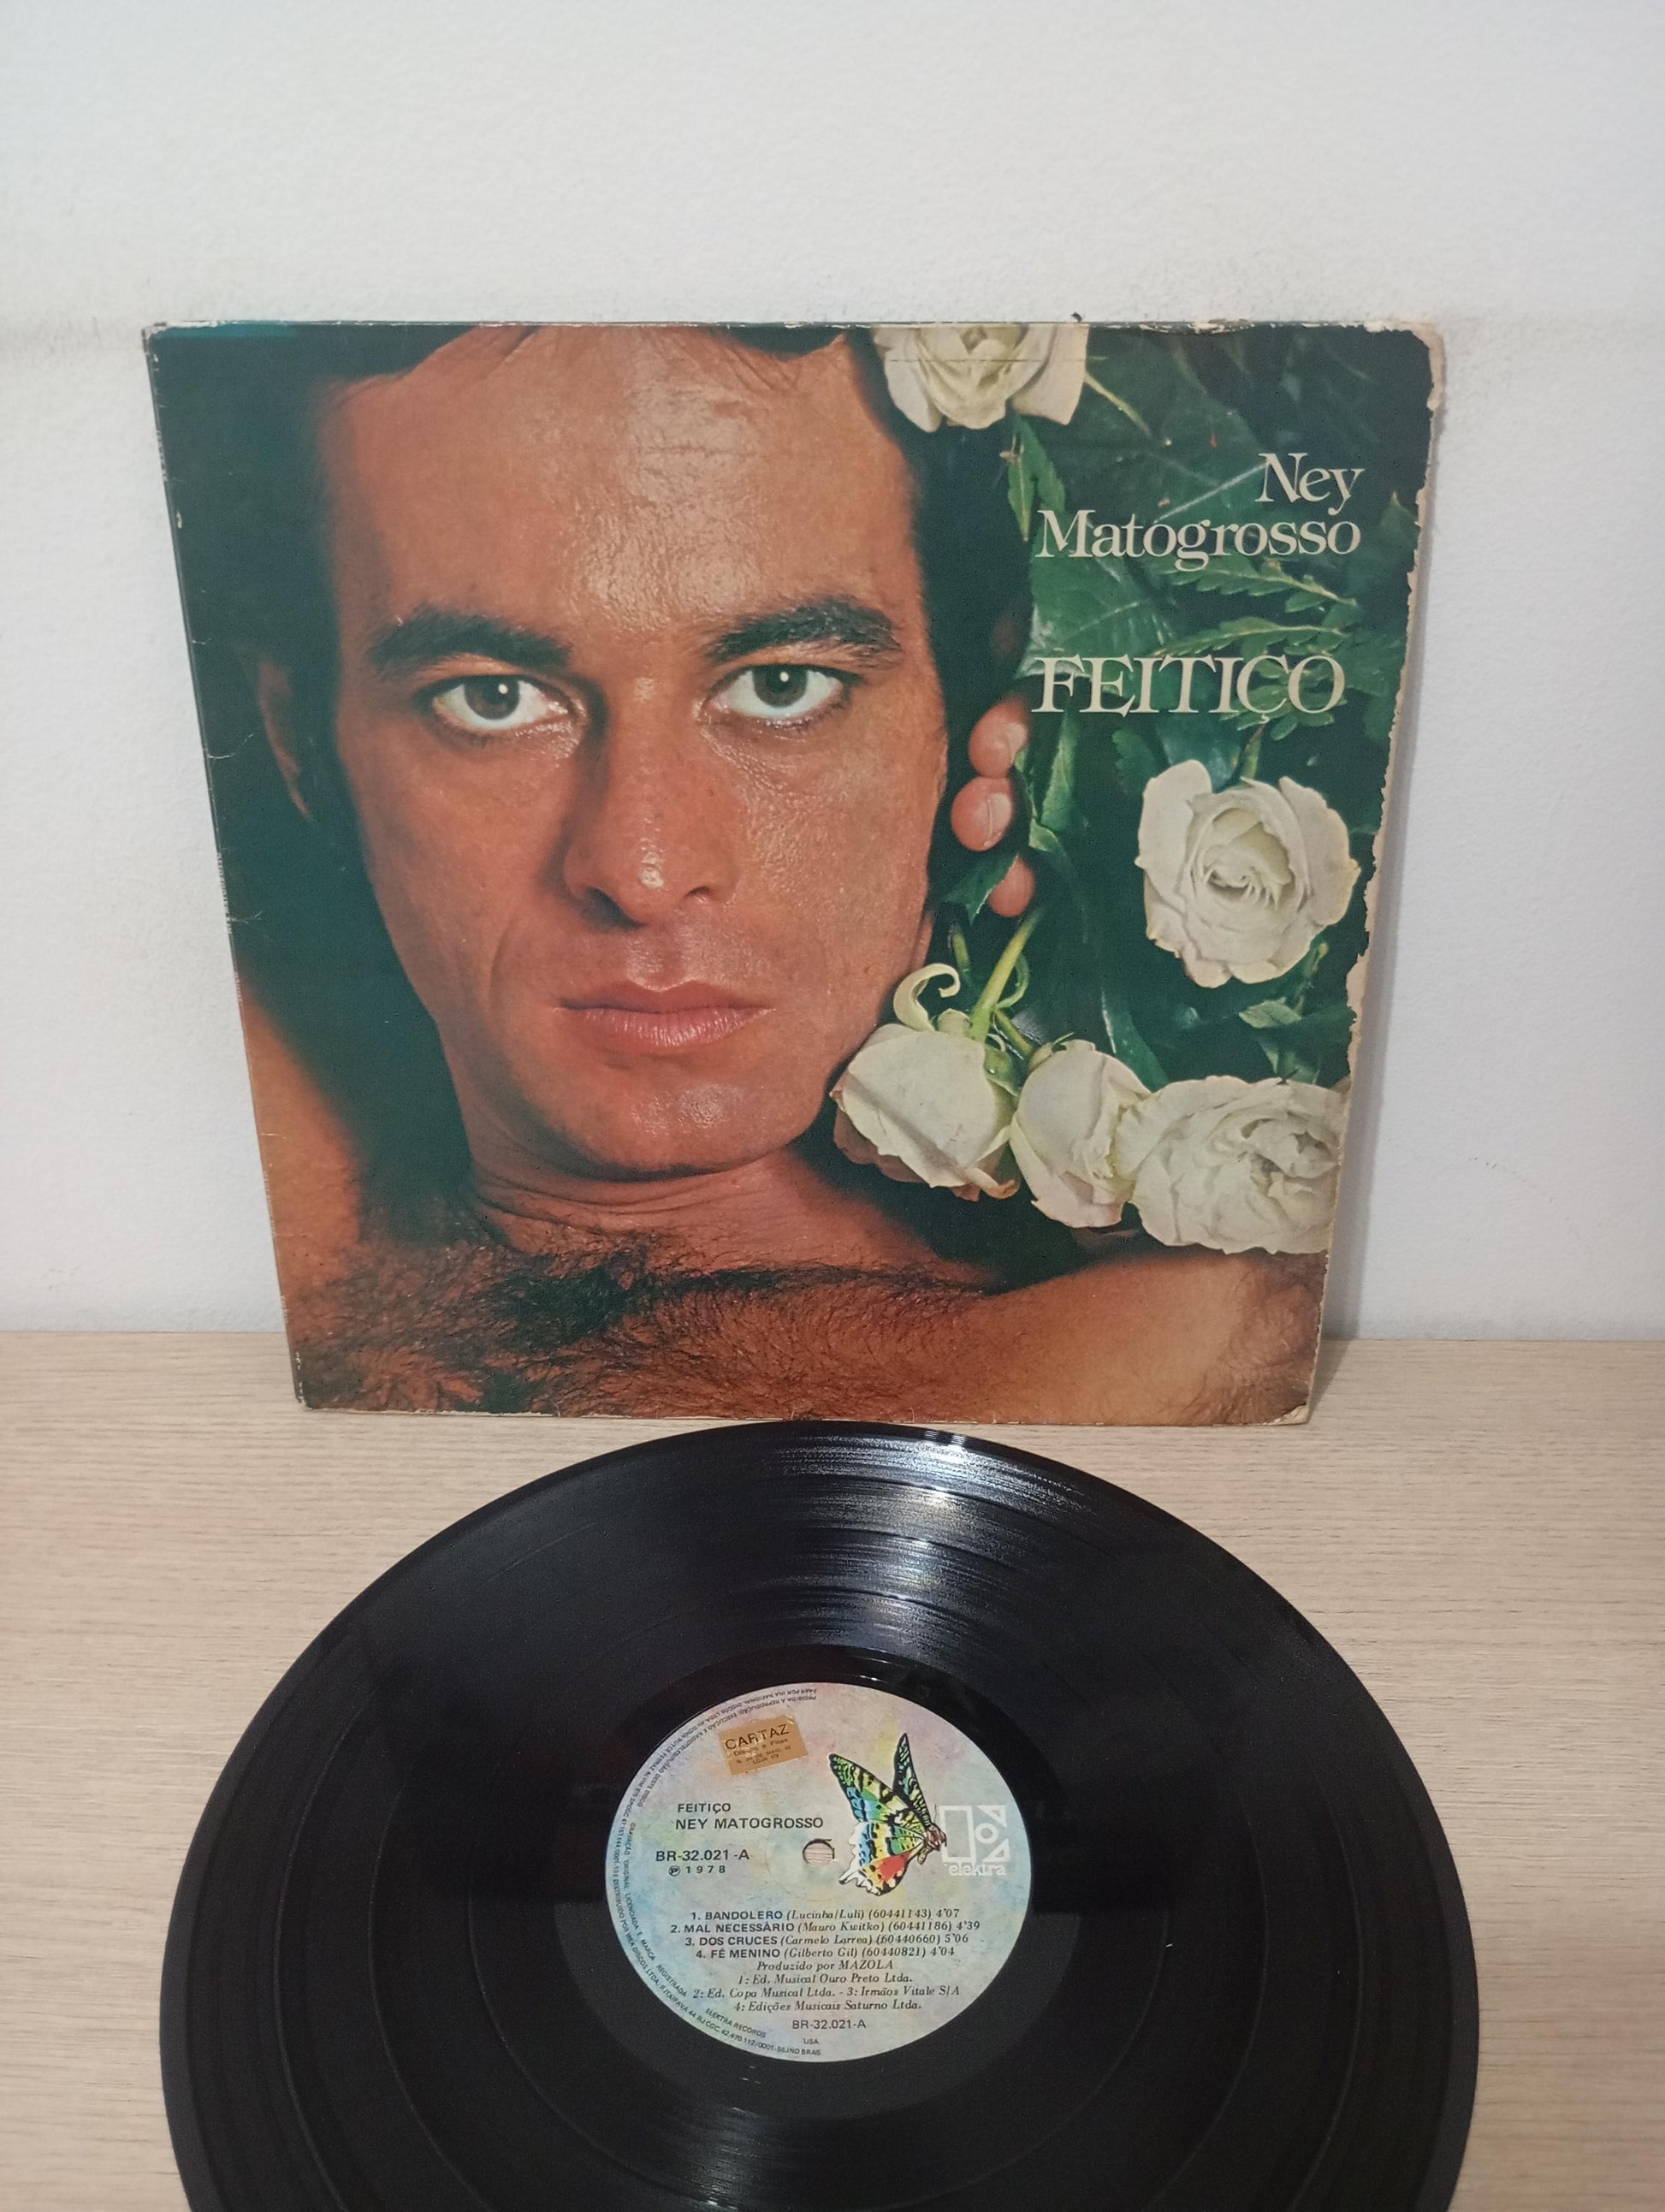 Ney
Matogrosso
FEITIÇO
CARTAZ
Discos e Fitas
FEITIÇO
NEY MATOGROSSO
BR-32.021-A
℗ 1978
elektra
1. BANDOLERO (Lucinha/Luli) (60441143) 4'07
2. MAL NECESSÁRIO (Mauro Kwitko) (60441186) 4'39
3. DOS CRUCES (Carmelo Larrea) (60440660) 5'06
4. FÉ MENINO (Gilberto Gil) (60440821) 4'04
Produzido por MAZOLA
1: Ed. Musical Ouro Preto Ltda.
2: Ed. Copa Musical Ltda. - 3: Irmãos Vitale S/A
4: Edições Musicais Saturno Ltda.
BR-32.021-A
ELEKTRA RECORDS
USA